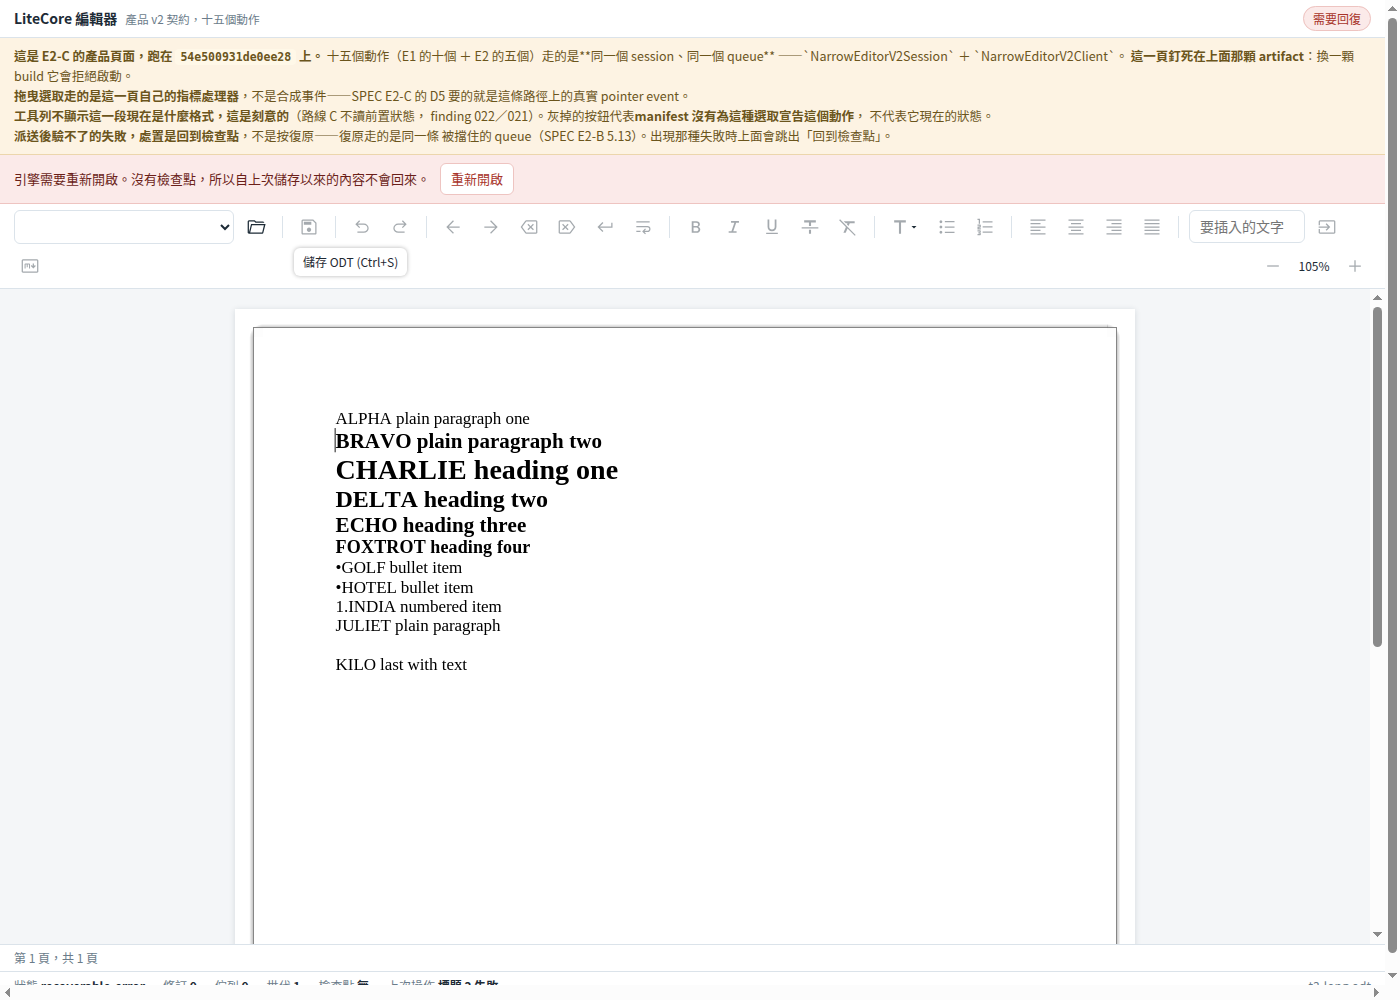 LiteCore 編輯器 產品 v2 契約，十五個動作 需要回復
這是 E2-C 的產品頁面，跑在 54e500931de0ee28 上。 十五個動作（E1 的十個 ＋ E2 的五個）走的是**同一個 session、同一個 queue** ——`NarrowEditorV2Session` ＋ `NarrowEditorV2Client`。 這一頁釘死在上面那顆 artifact：換一顆
build 它會拒絕啟動。
拖曳選取走的是這一頁自己的指標處理器，不是合成事件——SPEC E2-C 的 D5 要的就是這條路徑上的真實 pointer event。
工具列不顯示這一段現在是什麼格式，這是刻意的（路線 C 不讀前置狀態， finding 022／021）。灰掉的按鈕代表manifest 沒有為這種選取宣告這個動作， 不代表它現在的狀態。
派送後驗不了的失敗，處置是回到檢查點，不是按復原——復原走的是同一條 被擋住的 queue（SPEC E2-B 5.13）。出現那種失敗時上面會跳出「回到檢查點」。
引擎需要重新開啟。沒有檢查點，所以自上次儲存以來的內容不會回來。 重新開啟
B I U T T 要插入的文字
儲存 ODT (Ctrl+S) 105%
ALPHA plain paragraph one
BRAVO plain paragraph two
CHARLIE heading one
DELTA heading two
ECHO heading three
FOXTROT heading four
•GOLF bullet item
•HOTEL bullet item
1.INDIA numbered item
JULIET plain paragraph
KILO last with text
第 1 頁，共 1 頁